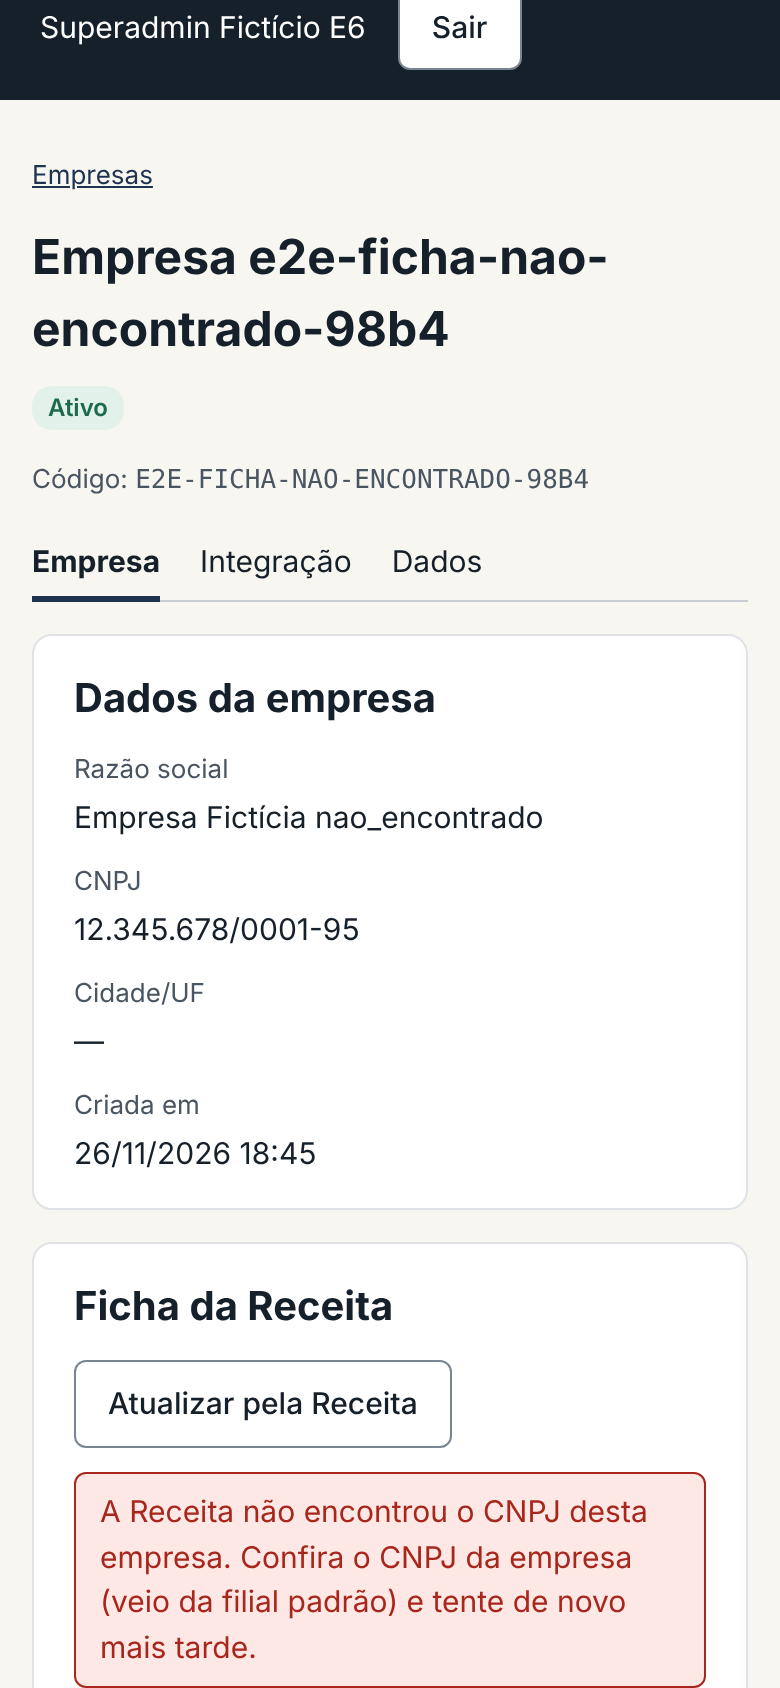 Superadmin Fictício E6
Sair
Empresas
Empresa e2e-ficha-nao-
encontrado-98b4
Ativo
Código: E2E-FICHA-NAO-ENCONTRADO-98B4
Empresa Integração Dados
Dados da empresa
Razão social
Empresa Fictícia nao_encontrado
CNPJ
12.345.678/0001-95
Cidade/UF
—
Criada em
26/11/2026 18:45
Ficha da Receita
Atualizar pela Receita
A Receita não encontrou o CNPJ desta
empresa. Confira o CNPJ da empresa
(veio da filial padrão) e tente de novo
mais tarde.